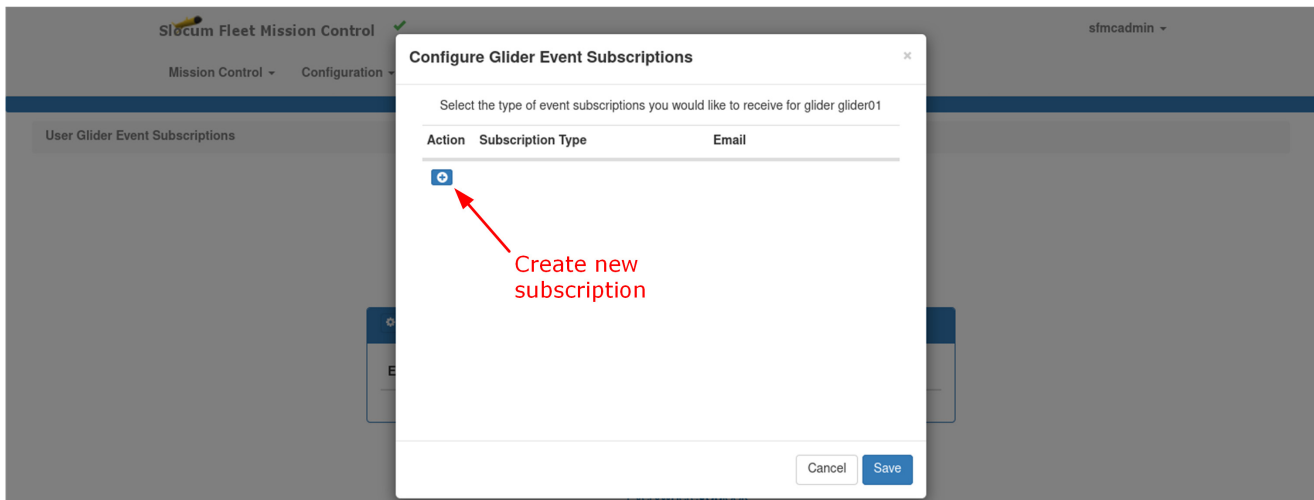 Slocum Fleet Mission Control
sfmcadmin
Mission Control
Configuration
Configure Glider Event Subscriptions
×
Select the type of event subscriptions you would like to receive for glider glider01
User Glider Event Subscriptions
Action Subscription Type Email
Create new
subscription
E
Cancel Save